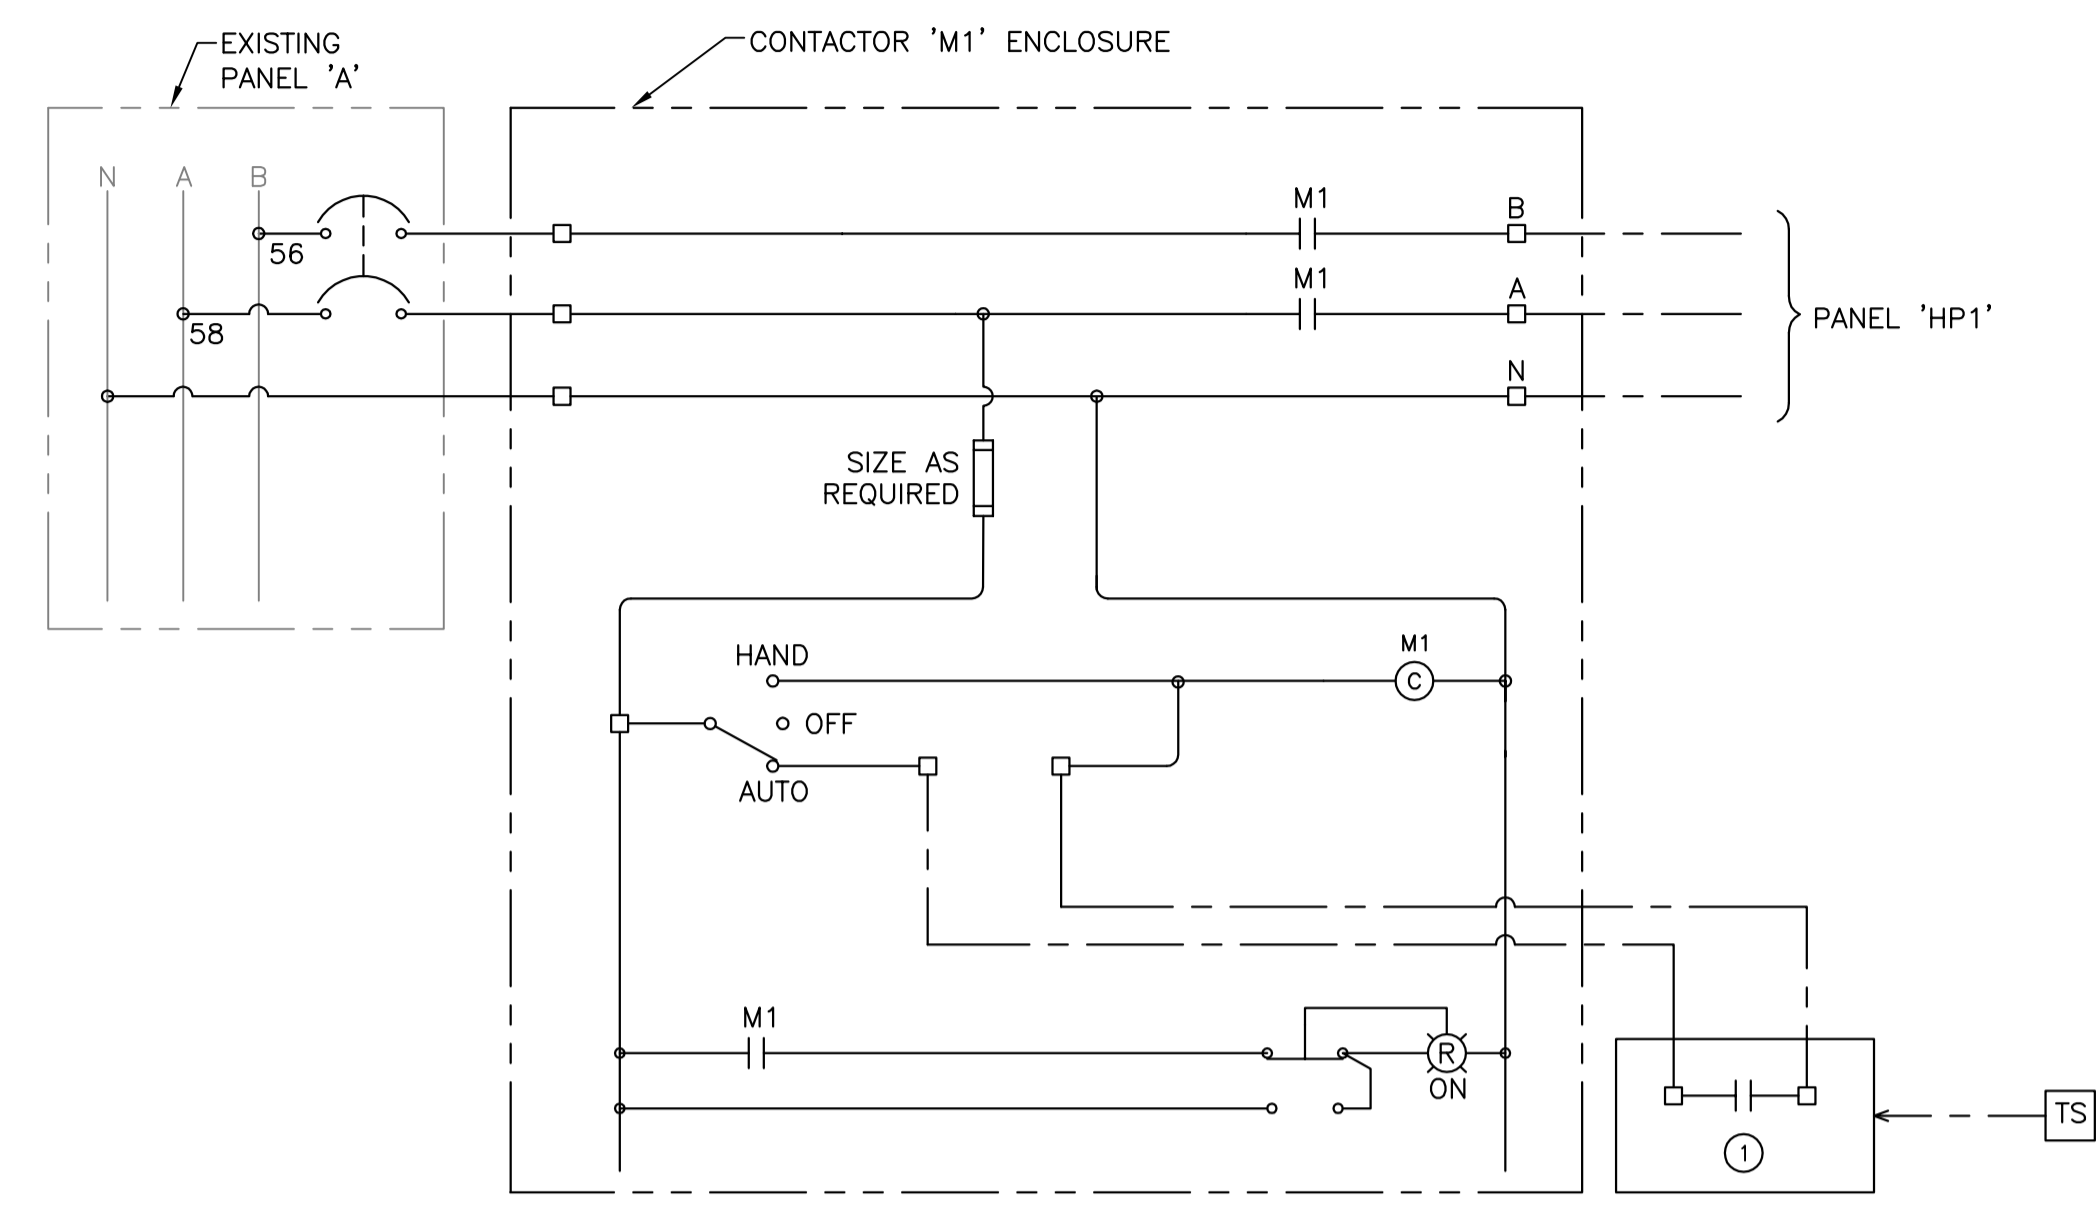 EXISTING
PANEL 'A'
CONTACTOR 'M1' ENCLOSURE
N A B
56
58
M1
B
M1
A
N
PANEL 'HP1'
SIZE AS
REQUIRED
HAND
OFF
AUTO
M1
C
M1
R
ON
1
TS